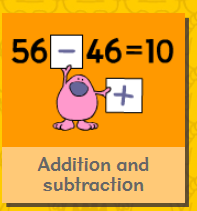 56 − 46=10
+
Addition and
subtraction